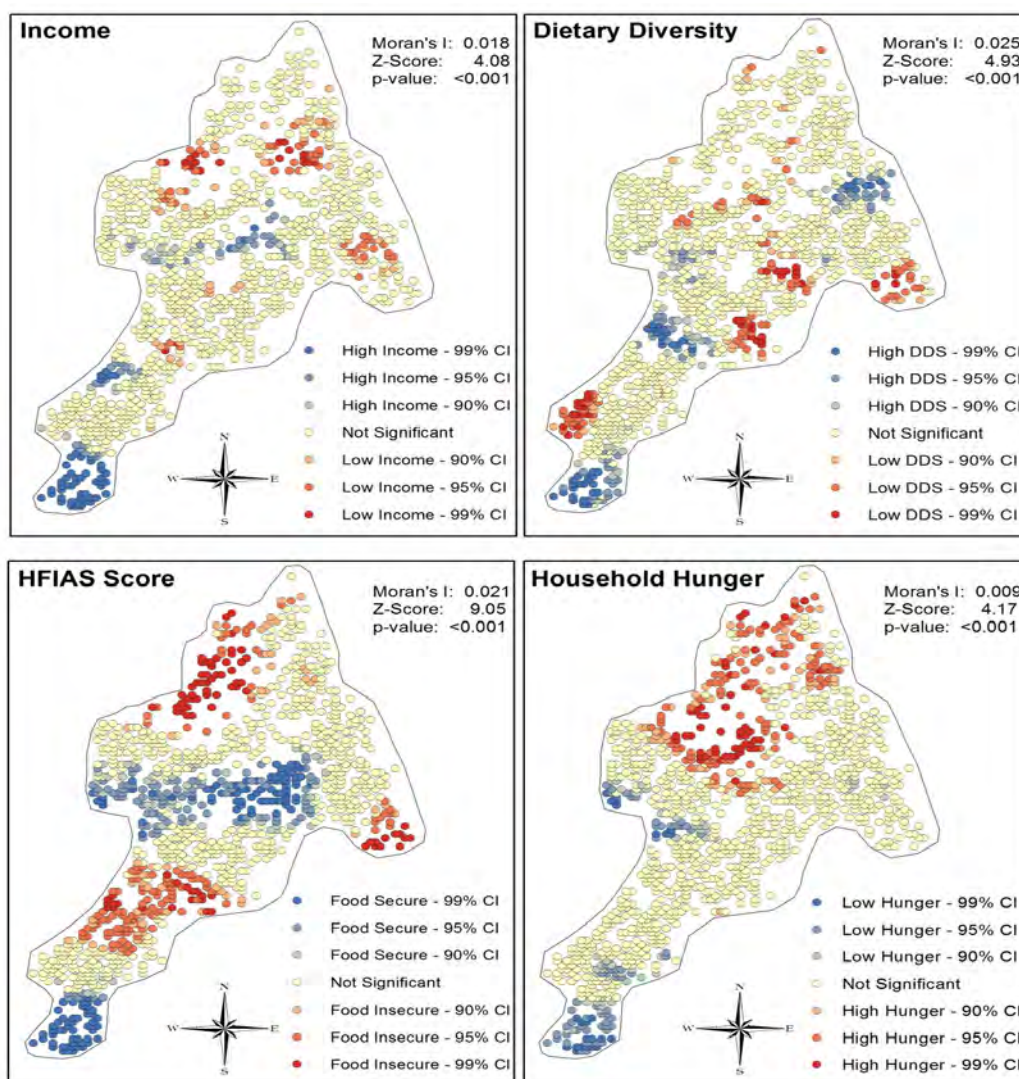 Income
Moran's I: 0.018
Z-Score: 4.08
p-value: <0.001
High Income - 99% CI
High Income - 95% CI
High Income - 90% CI
Not Significant
Low Income - 90% CI
Low Income - 95% CI
Low Income - 99% CI
N
W E
S
Dietary Diversity
Moran's I: 0.025
Z-Score: 4.93
p-value: <0.001
High DDS - 99% CI
High DDS - 95% CI
High DDS - 90% CI
Not Significant
Low DDS - 90% CI
Low DDS - 95% CI
Low DDS - 99% CI
N
W E
S
HFIAS Score
Moran's I: 0.021
Z-Score: 9.05
p-value: <0.001
Food Secure - 99% CI
Food Secure - 95% CI
Food Secure - 90% CI
Not Significant
Food Insecure - 90% CI
Food Insecure - 95% CI
Food Insecure - 99% CI
N
W E
S
Household Hunger
Moran's I: 0.009
Z-Score: 4.17
p-value: <0.001
Low Hunger - 99% CI
Low Hunger - 95% CI
Low Hunger - 90% CI
Not Significant
High Hunger - 90% CI
High Hunger - 95% CI
High Hunger - 99% CI
N
W E
S